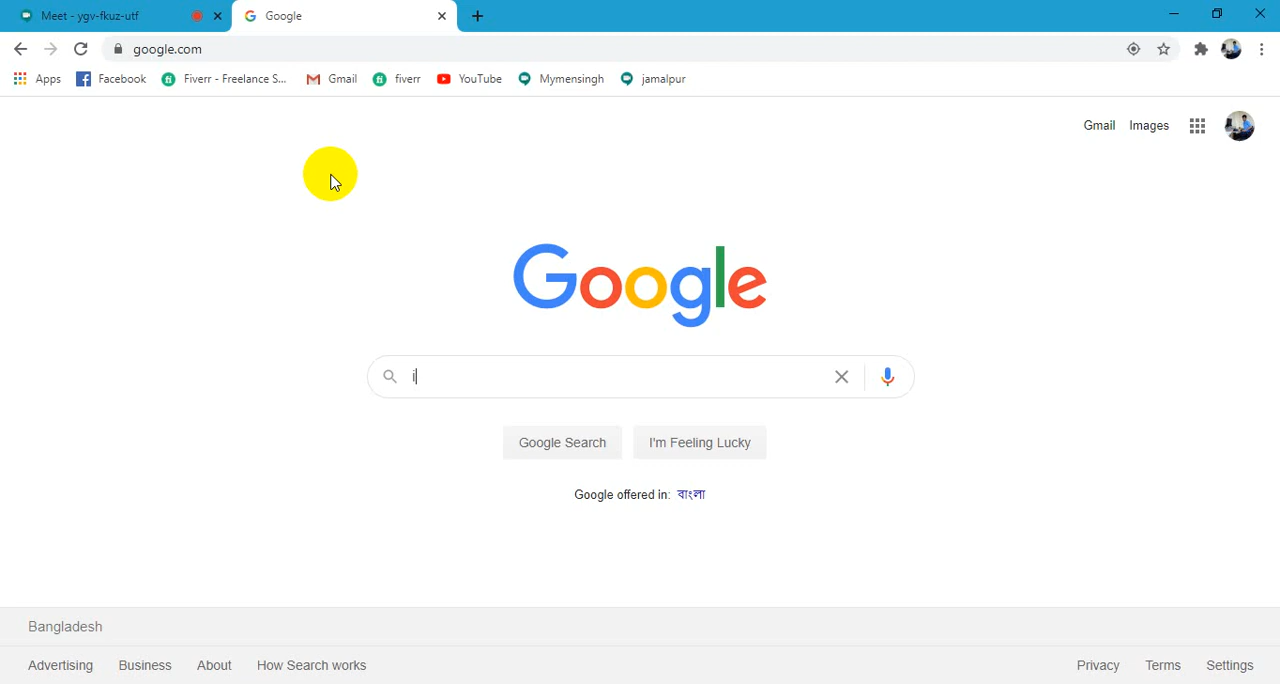 Meet - ygv-fkuz-utf
Google
google.com
Apps
Facebook
Fiverr - Freelance S...
Gmail
fiverr
YouTube
Mymensingh
jamalpur
Gmail
Images
Google
i
Google Search
I'm Feeling Lucky
Google offered in: বাংলা
Bangladesh
Advertising
Business
About
How Search works
Privacy
Terms
Settings